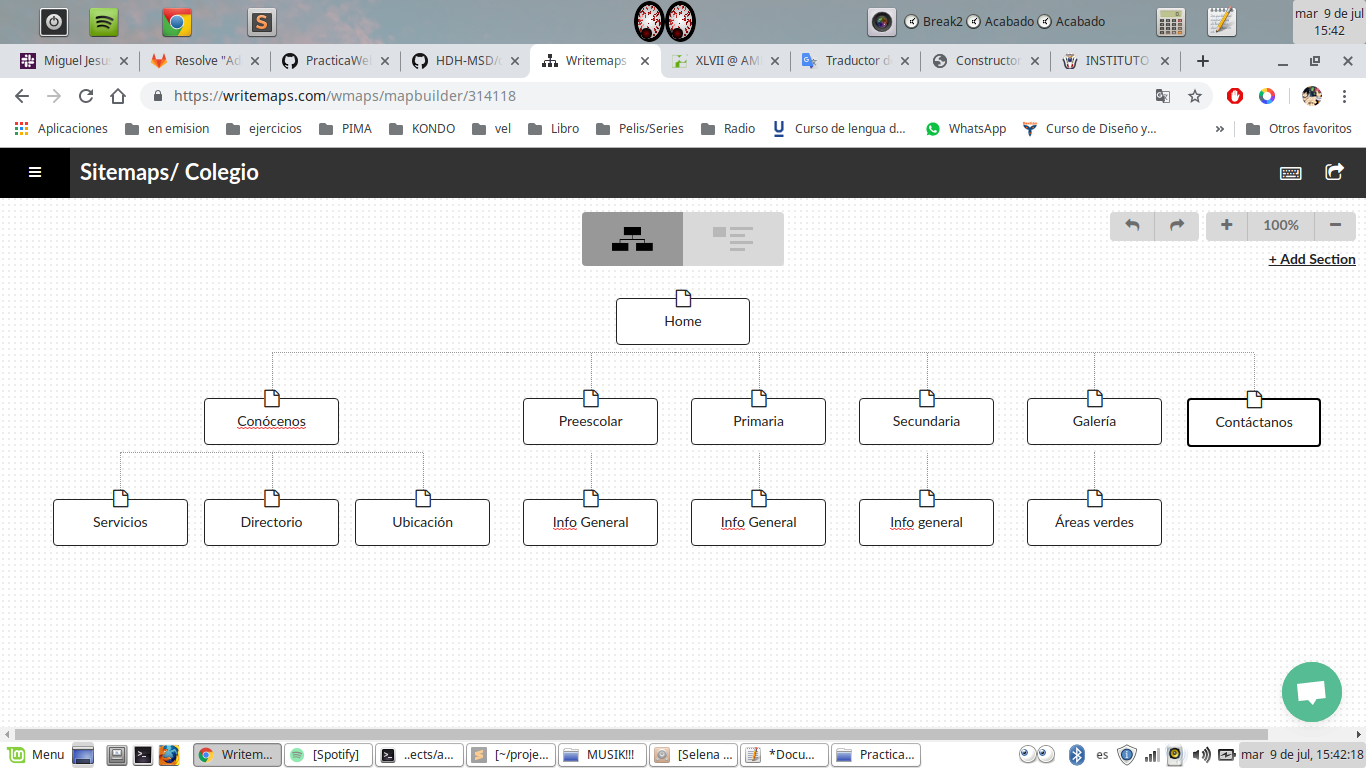 Break2 Acabado Acabado
mar 9 de jul
15:42
Miguel Jesú
Resolve "Ad
PracticaWe
HDH-MSD/
Writemaps
XLVII @ AM
Traductor d
Constructor
INSTITUTO
https://writemaps.com/wmaps/mapbuilder/314118
Aplicaciones
en emision
ejercicios
PIMA
KONDO
vel
Libro
Pelis/Series
Radio
Curso de lengua d...
WhatsApp
Curso de Diseño y...
»
Otros favoritos
Sitemaps/ Colegio
100%
+ Add Section
Home
Conócenos
Preescolar
Primaria
Secundaria
Galería
Contáctanos
Servicios
Directorio
Ubicación
Info General
Info General
Info general
Áreas verdes
Menu
Writem...
[Spotify]
..ects/a...
[~/proje...
MUSIK!!!
[Selena ...
*Docu...
Practica...
es
mar 9 de jul, 15:42:18